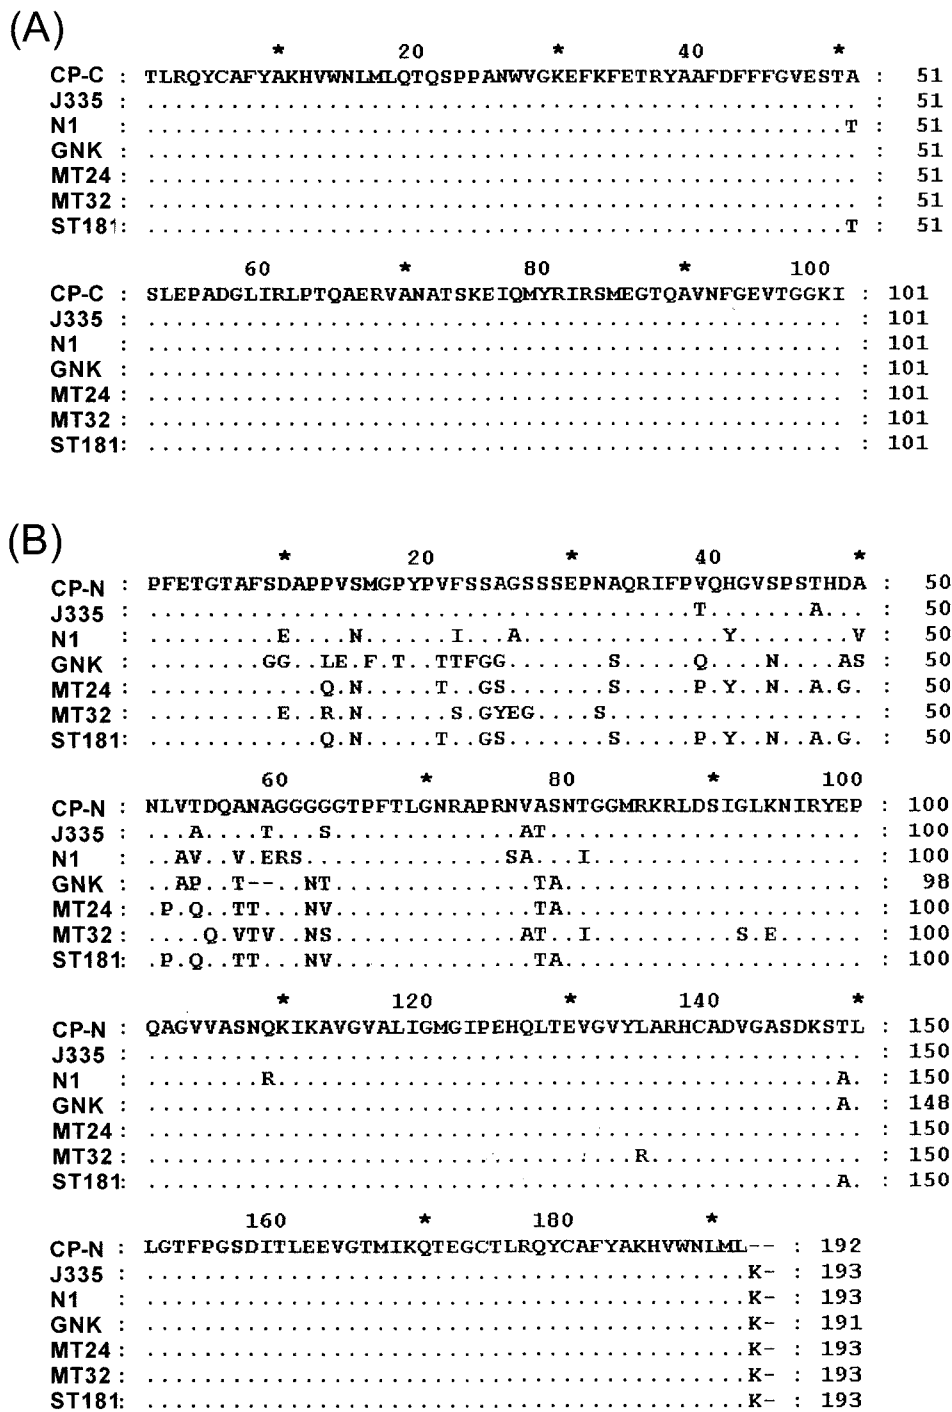 (A)
* 20 * 40 *
CP-C : TLRQYCAFYAKHVWNLMLQTQSPPANWVGKEFKFETRYAAFDFFFGVESTA : 51
J335 : ................................................... : 51
N1 : ..................................................T : 51
GNK : ................................................... : 51
MT24 : ................................................... : 51
MT32 : ................................................... : 51
ST181: ..................................................T : 51
60 * 80 * 100
CP-C : SLEPADGLIRLPTQAERVANATSKEIQMYRIRSMEGTQAVNFGEVTGGKI : 101
J335 : .................................................. : 101
N1 : .................................................. : 101
GNK : .................................................. : 101
MT24 : .................................................. : 101
MT32 : .................................................. : 101
ST181: .................................................. : 101
(B)
* 20 * 40 *
CP-N : PFETGTAFSDAPPVSMGPYPVFSSAGSSSEPNAQRIFPVQHGVSPSTHDA : 50
J335 : ......................................T.......A... : 50
N1 : .........E....N......I...A..............Y........V : 50
GNK : ........GG..LE.F.T..TTFGG.......S.....Q....N....AS : 50
MT24 : ............Q.N.....T..GS.......S.....P.Y..N..A.G. : 50
MT32 : .........E..R.N......S.GYEG....S.................. : 50
ST181: ............Q.N.....T..GS.......S.....P.Y..N..A.G. : 50
60 * 80 * 100
CP-N : NLVTDQANAGGGGGTPFTLGNRAPRNVASNTGGMRKRLDSIGLKNIRYEP : 100
J335 : ...A....T...S.............AT...................... : 100
N1 : ..AV..V.ERS..............SA...I................... : 100
GNK : ..AP..T--..NT..............TA..................... : 98
MT24 : .P.Q..TT...NV..............TA..................... : 100
MT32 : ....Q.VTV..NS.............AT..I..........S.E...... : 100
ST181: .P.Q..TT...NV..............TA..................... : 100
* 120 * 140 *
CP-N : QAGVVASNQKIKAVGVALIGMGIPEHQLTEVGVYLARHCADVGASDKSTL : 150
J335 : .................................................. : 150
N1 : ........R.......................................A. : 150
GNK : ................................................A. : 148
MT24 : .................................................. : 150
MT32 : ..................................R............... : 150
ST181: ................................................A. : 150
160 * 180 *
CP-N : LGTFPGSDITLEEVGTMIKQTEGCTLRQYCAFYAKHVWNLML-- : 192
J335 : ..........................................K- : 193
N1 : ..........................................K- : 193
GNK : ..........................................K- : 191
MT24 : ..........................................K- : 193
MT32 : ..........................................K- : 193
ST181: ..........................................K- : 193